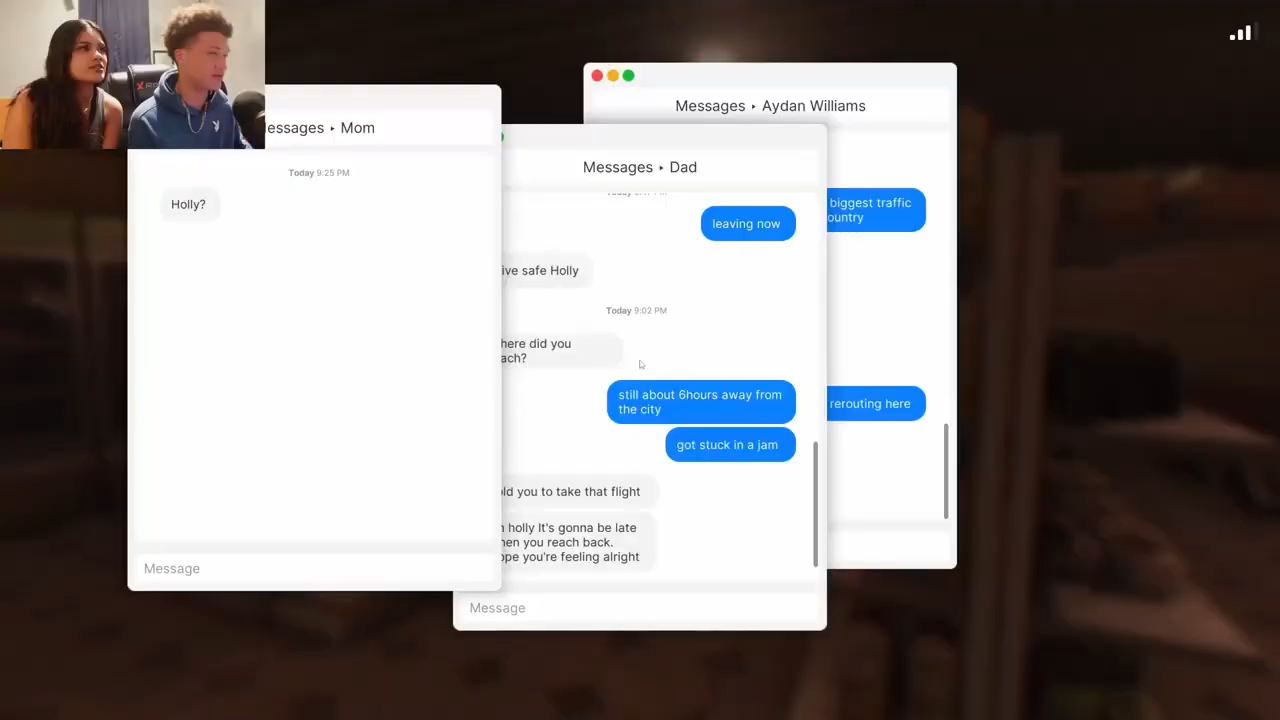 essages ▸ Mom
Today 9:25 PM
Holly?
Message
Messages ▸ Dad
leaving now
ive safe Holly
Today 9:02 PM
here did you
ach?
still about 6hours away from
the city
got stuck in a jam
old you to take that flight
holly It's gonna be late
hen you reach back.
ope you're feeling alright
Message
Messages ▸ Aydan Williams
biggest traffic
ountry
rerouting here